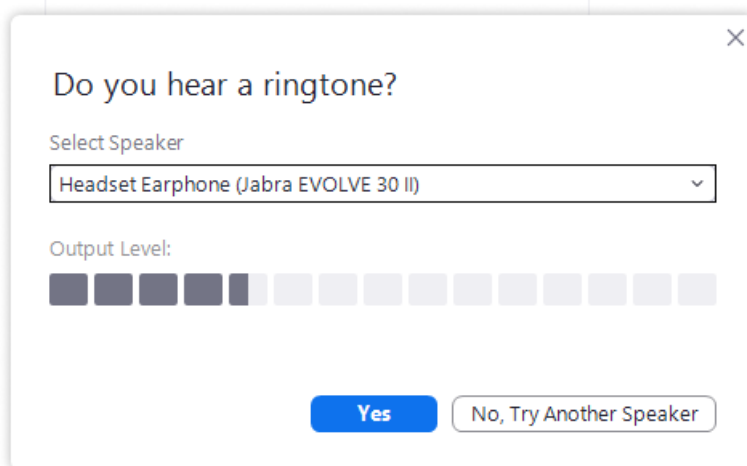 Do you hear a ringtone?
Select Speaker
Headset Earphone (Jabra EVOLVE 30 II)
Output Level:
Yes
No, Try Another Speaker